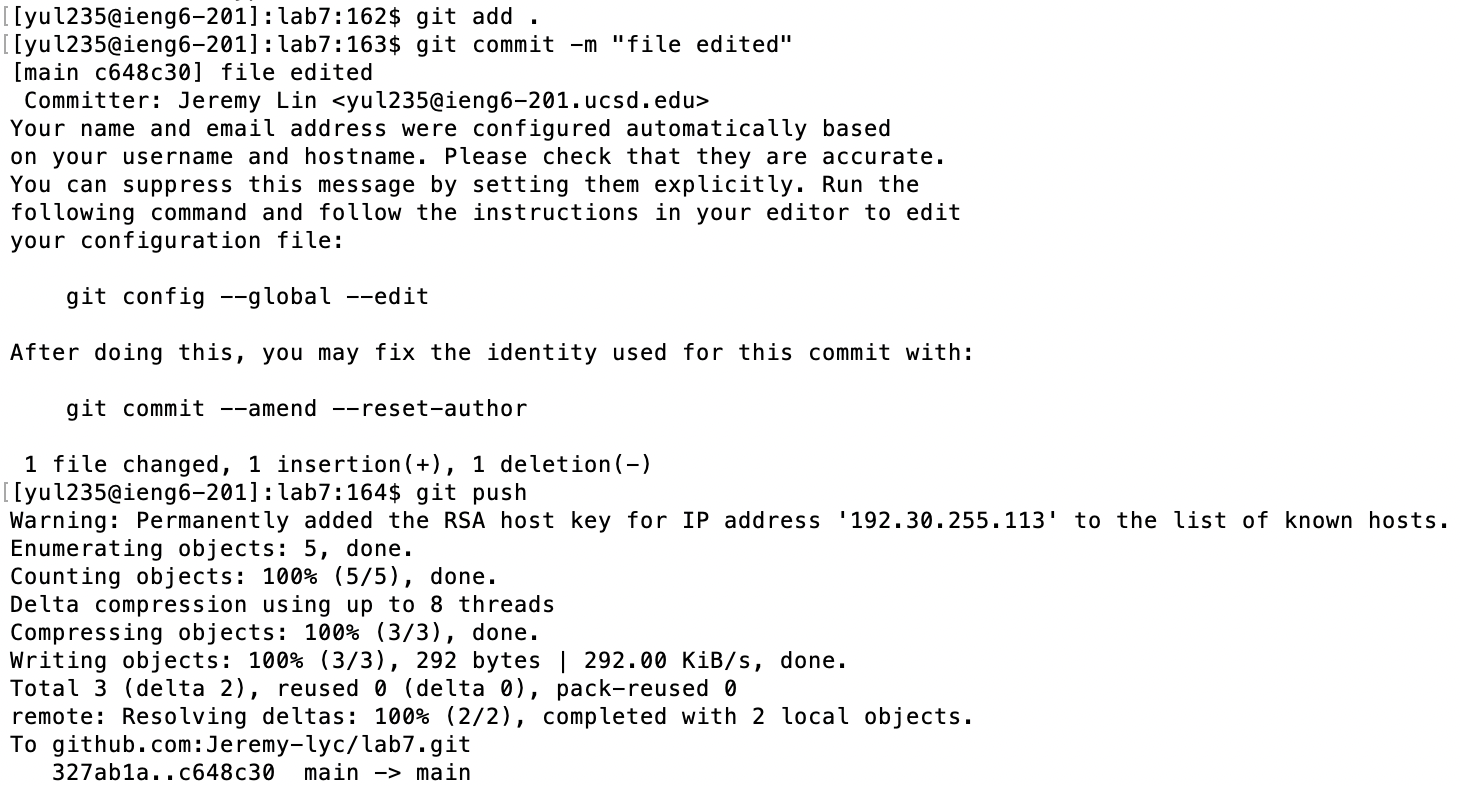 [[yul235@ieng6-201]:lab7:162$ git add .
[[yul235@ieng6-201]:lab7:163$ git commit -m "file edited"
[main c648c30] file edited
 Committer: Jeremy Lin <yul235@ieng6-201.ucsd.edu>
Your name and email address were configured automatically based
on your username and hostname. Please check that they are accurate.
You can suppress this message by setting them explicitly. Run the
following command and follow the instructions in your editor to edit
your configuration file:

    git config --global --edit

After doing this, you may fix the identity used for this commit with:

    git commit --amend --reset-author

 1 file changed, 1 insertion(+), 1 deletion(-)
[[yul235@ieng6-201]:lab7:164$ git push
Warning: Permanently added the RSA host key for IP address '192.30.255.113' to the list of known hosts.
Enumerating objects: 5, done.
Counting objects: 100% (5/5), done.
Delta compression using up to 8 threads
Compressing objects: 100% (3/3), done.
Writing objects: 100% (3/3), 292 bytes | 292.00 KiB/s, done.
Total 3 (delta 2), reused 0 (delta 0), pack-reused 0
remote: Resolving deltas: 100% (2/2), completed with 2 local objects.
To github.com:Jeremy-lyc/lab7.git
   327ab1a..c648c30  main -> main